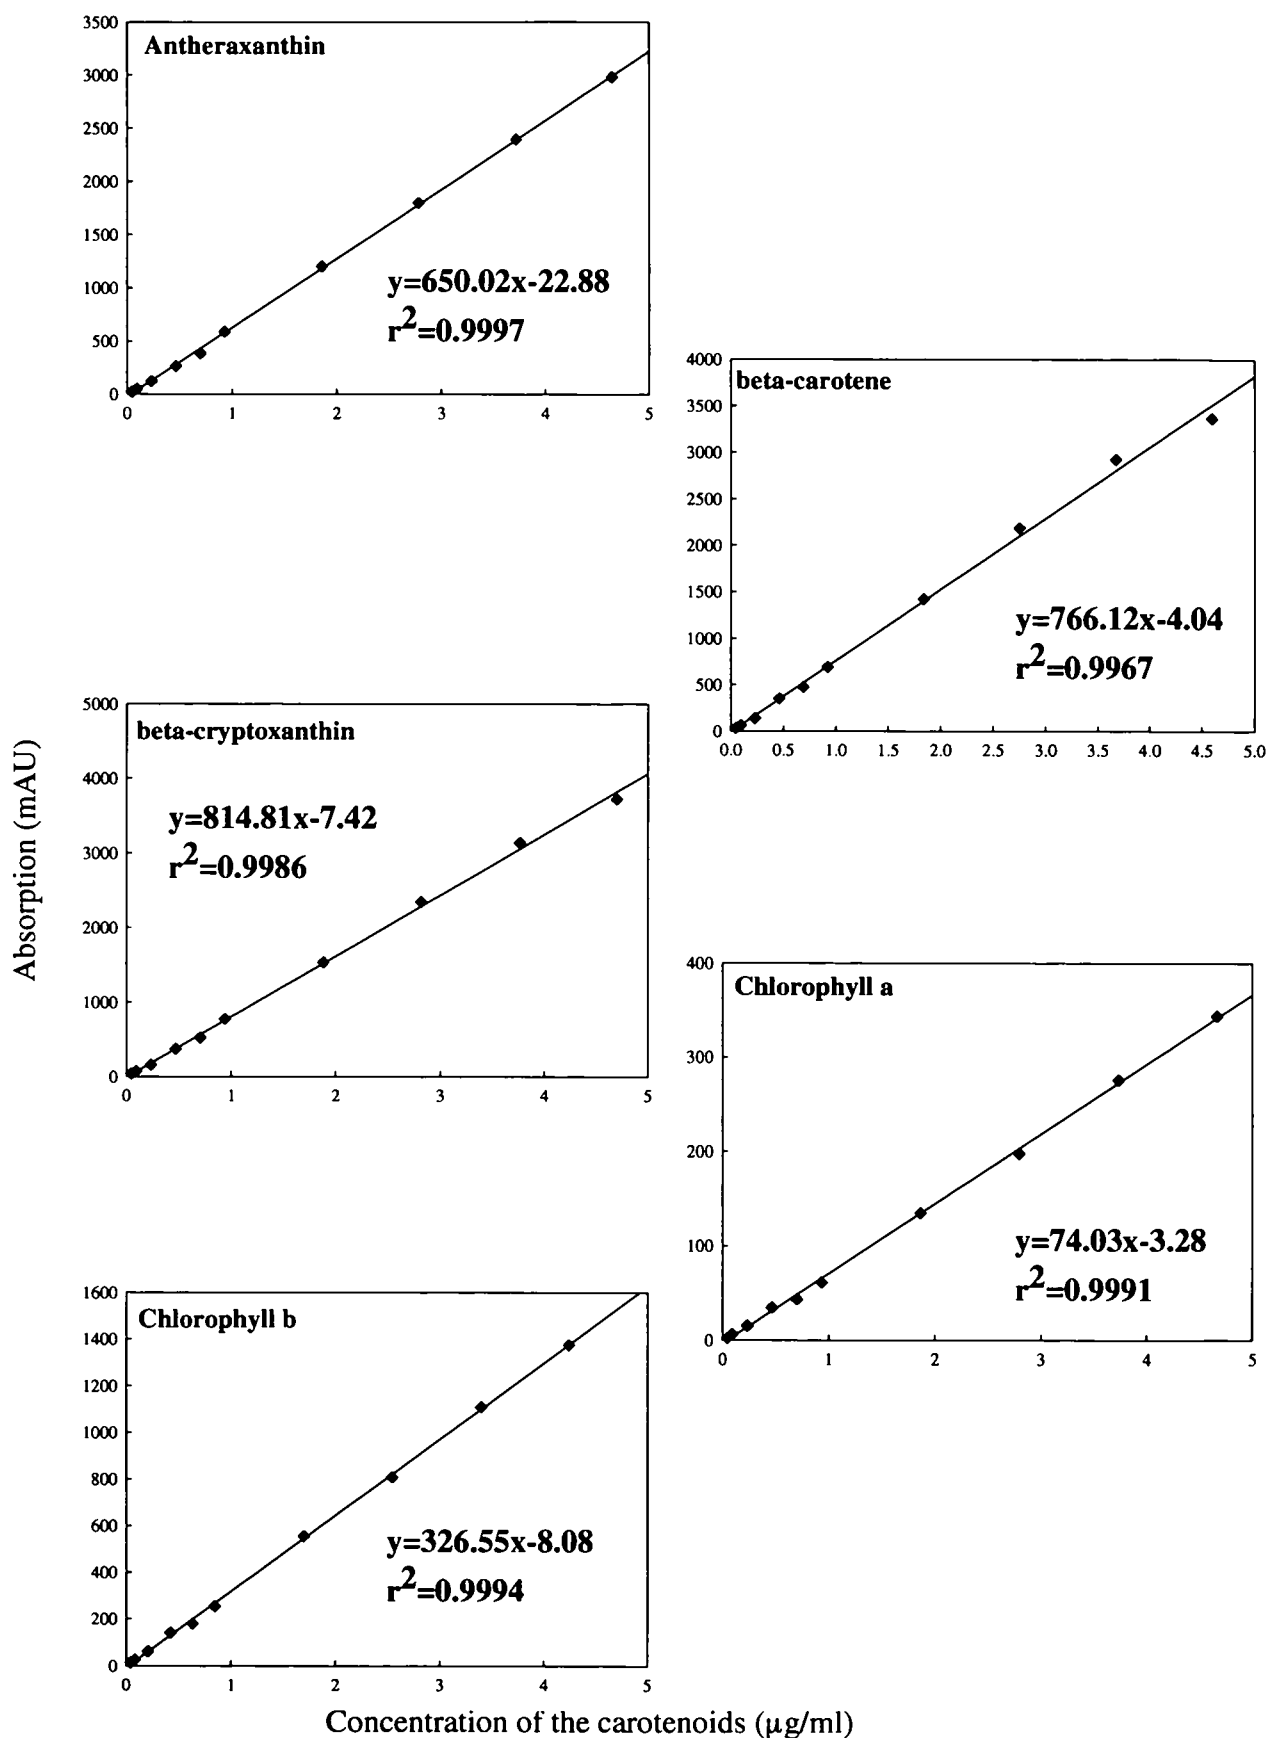 Antheraxanthin
3500
3000
2500
2000
1500
1000
500
0
0 1 2 3 4 5
y=650.02x-22.88
r2=0.9997
beta-carotene
4000
3500
3000
2500
2000
1500
1000
500
0
0.0 0.5 1.0 1.5 2.0 2.5 3.0 3.5 4.0 4.5 5.0
y=766.12x-4.04
r2=0.9967
beta-cryptoxanthin
5000
4000
3000
2000
1000
0
0 1 2 3 4 5
y=814.81x-7.42
r2=0.9986
Absorption (mAU)
Chlorophyll a
400
300
200
100
0
0 1 2 3 4 5
y=74.03x-3.28
r2=0.9991
Chlorophyll b
1600
1400
1200
1000
800
600
400
200
0
0 1 2 3 4 5
y=326.55x-8.08
r2=0.9994
Concentration of the carotenoids (μg/ml)